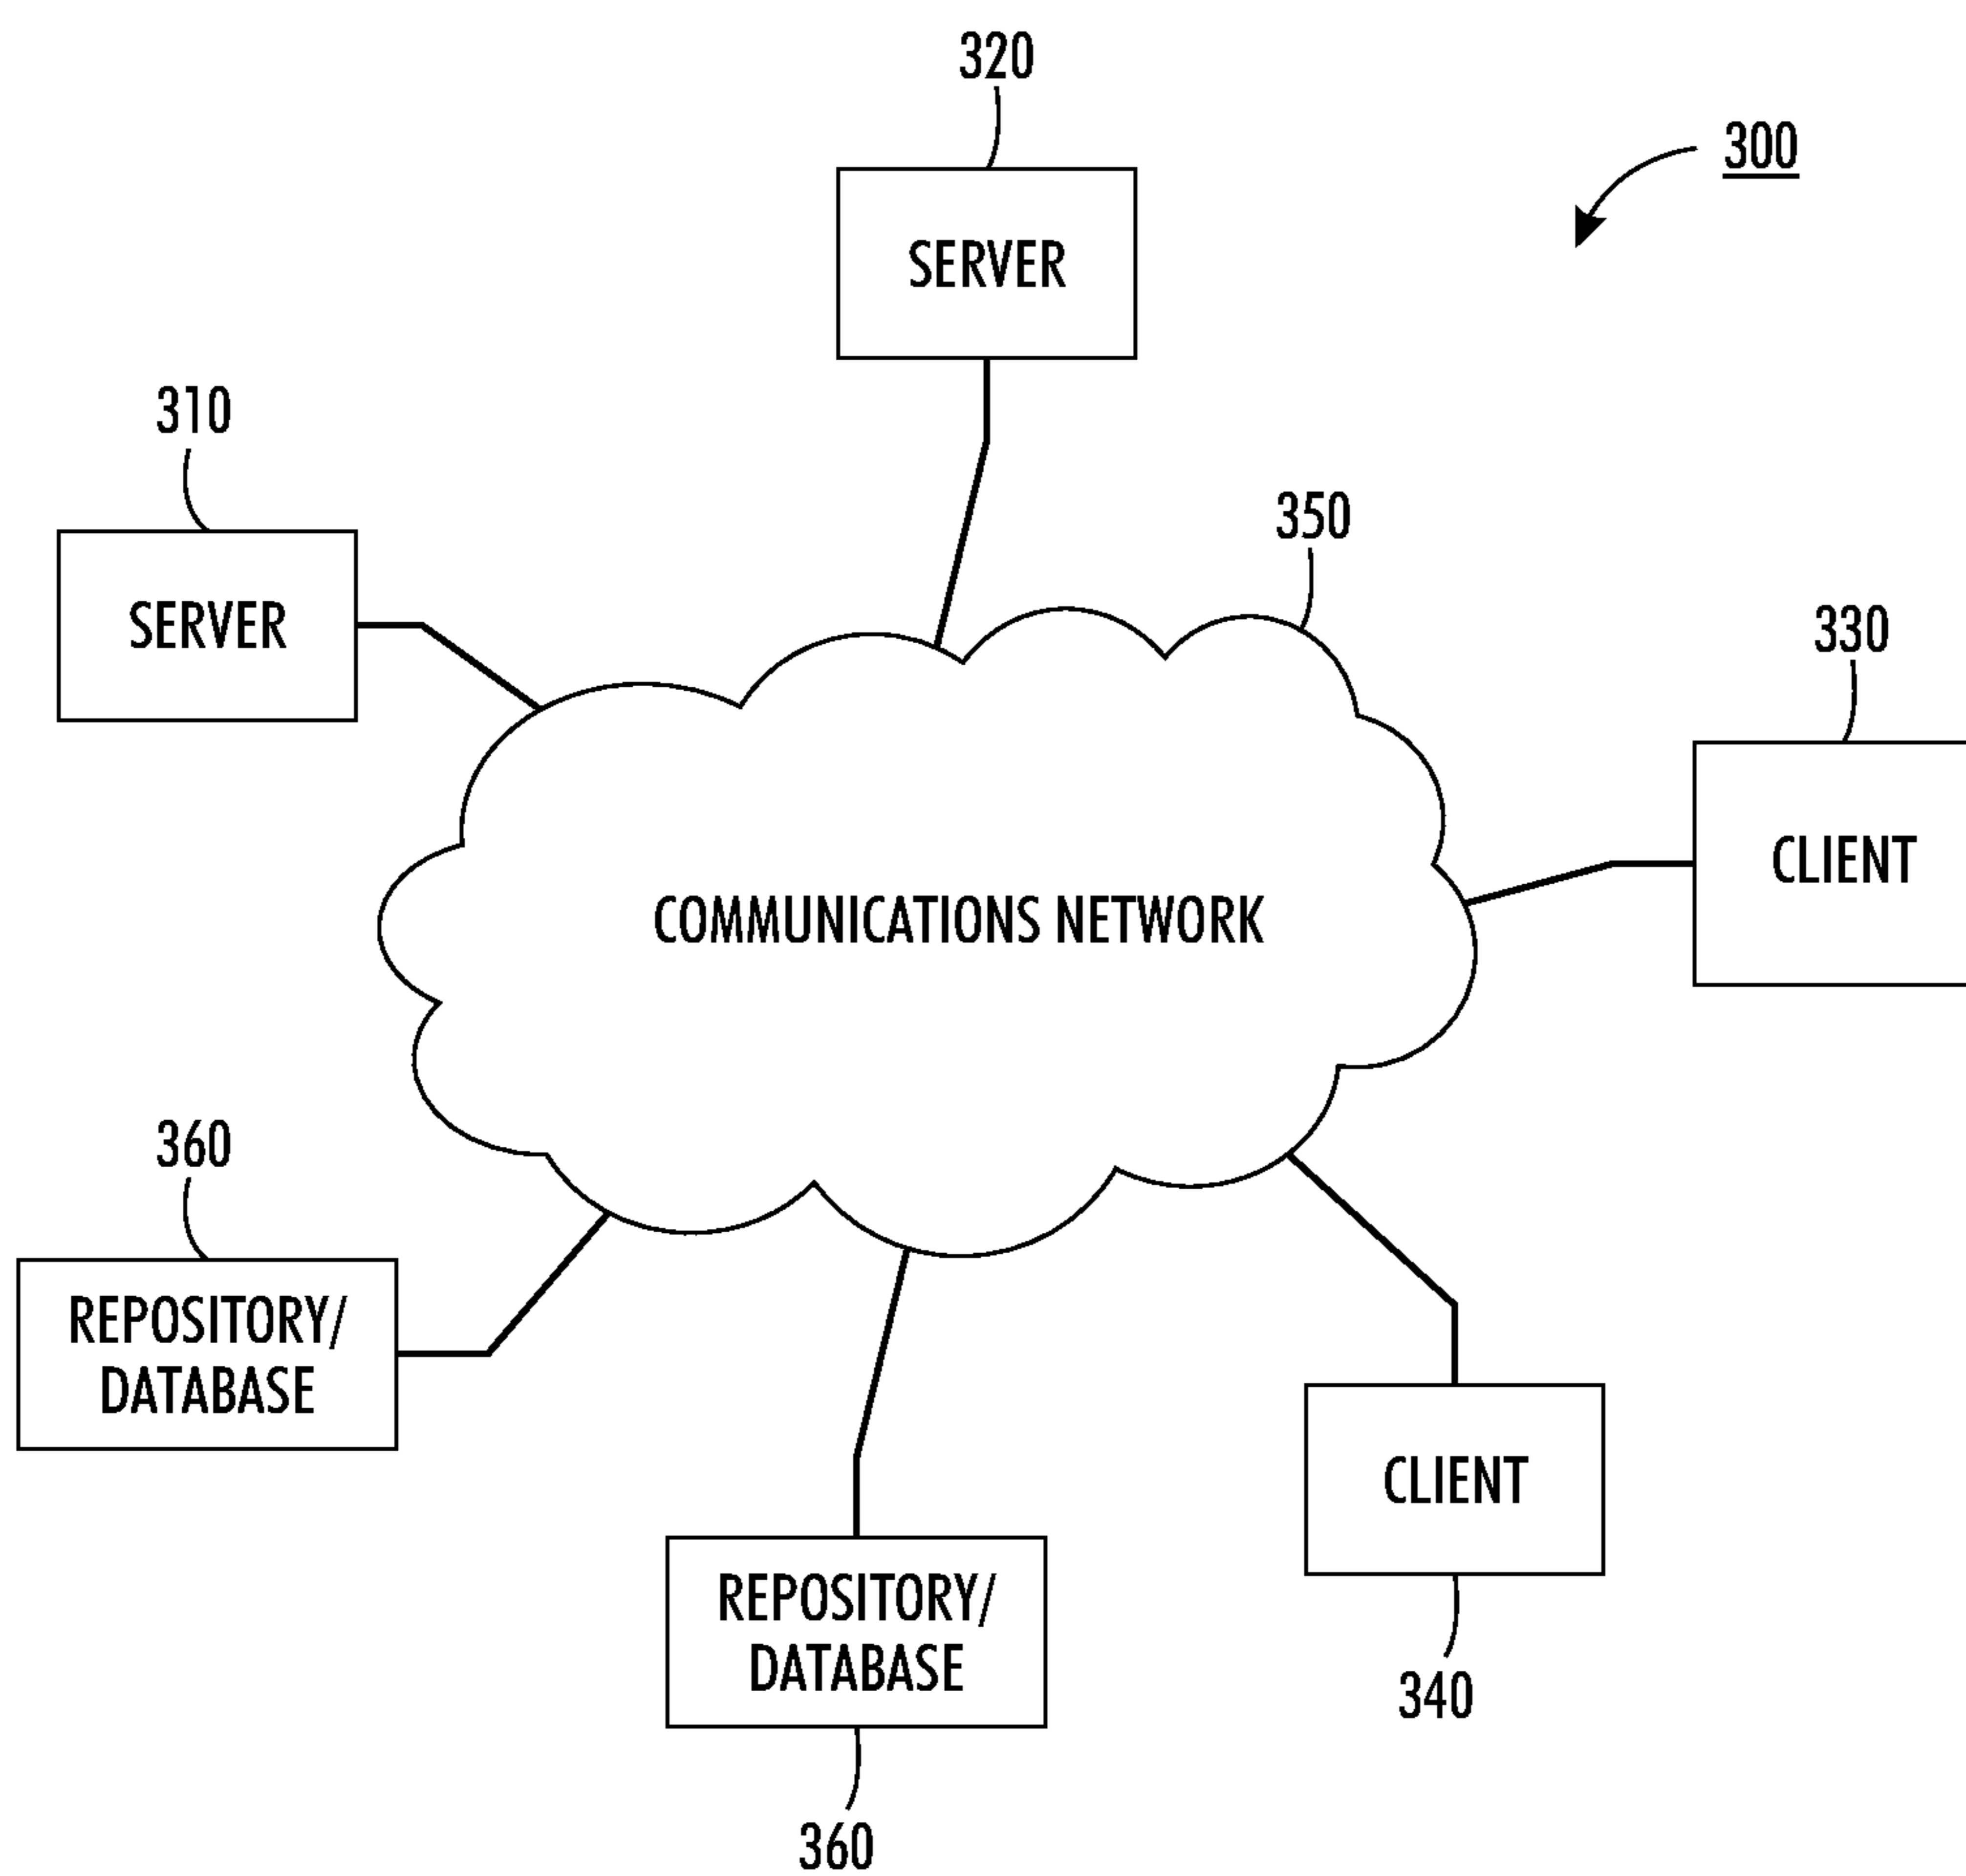 320
300
SERVER
310
350
SERVER
330
CLIENT
COMMUNICATIONS NETWORK
360
REPOSITORY/
DATABASE
CLIENT
REPOSITORY/
DATABASE
340
360